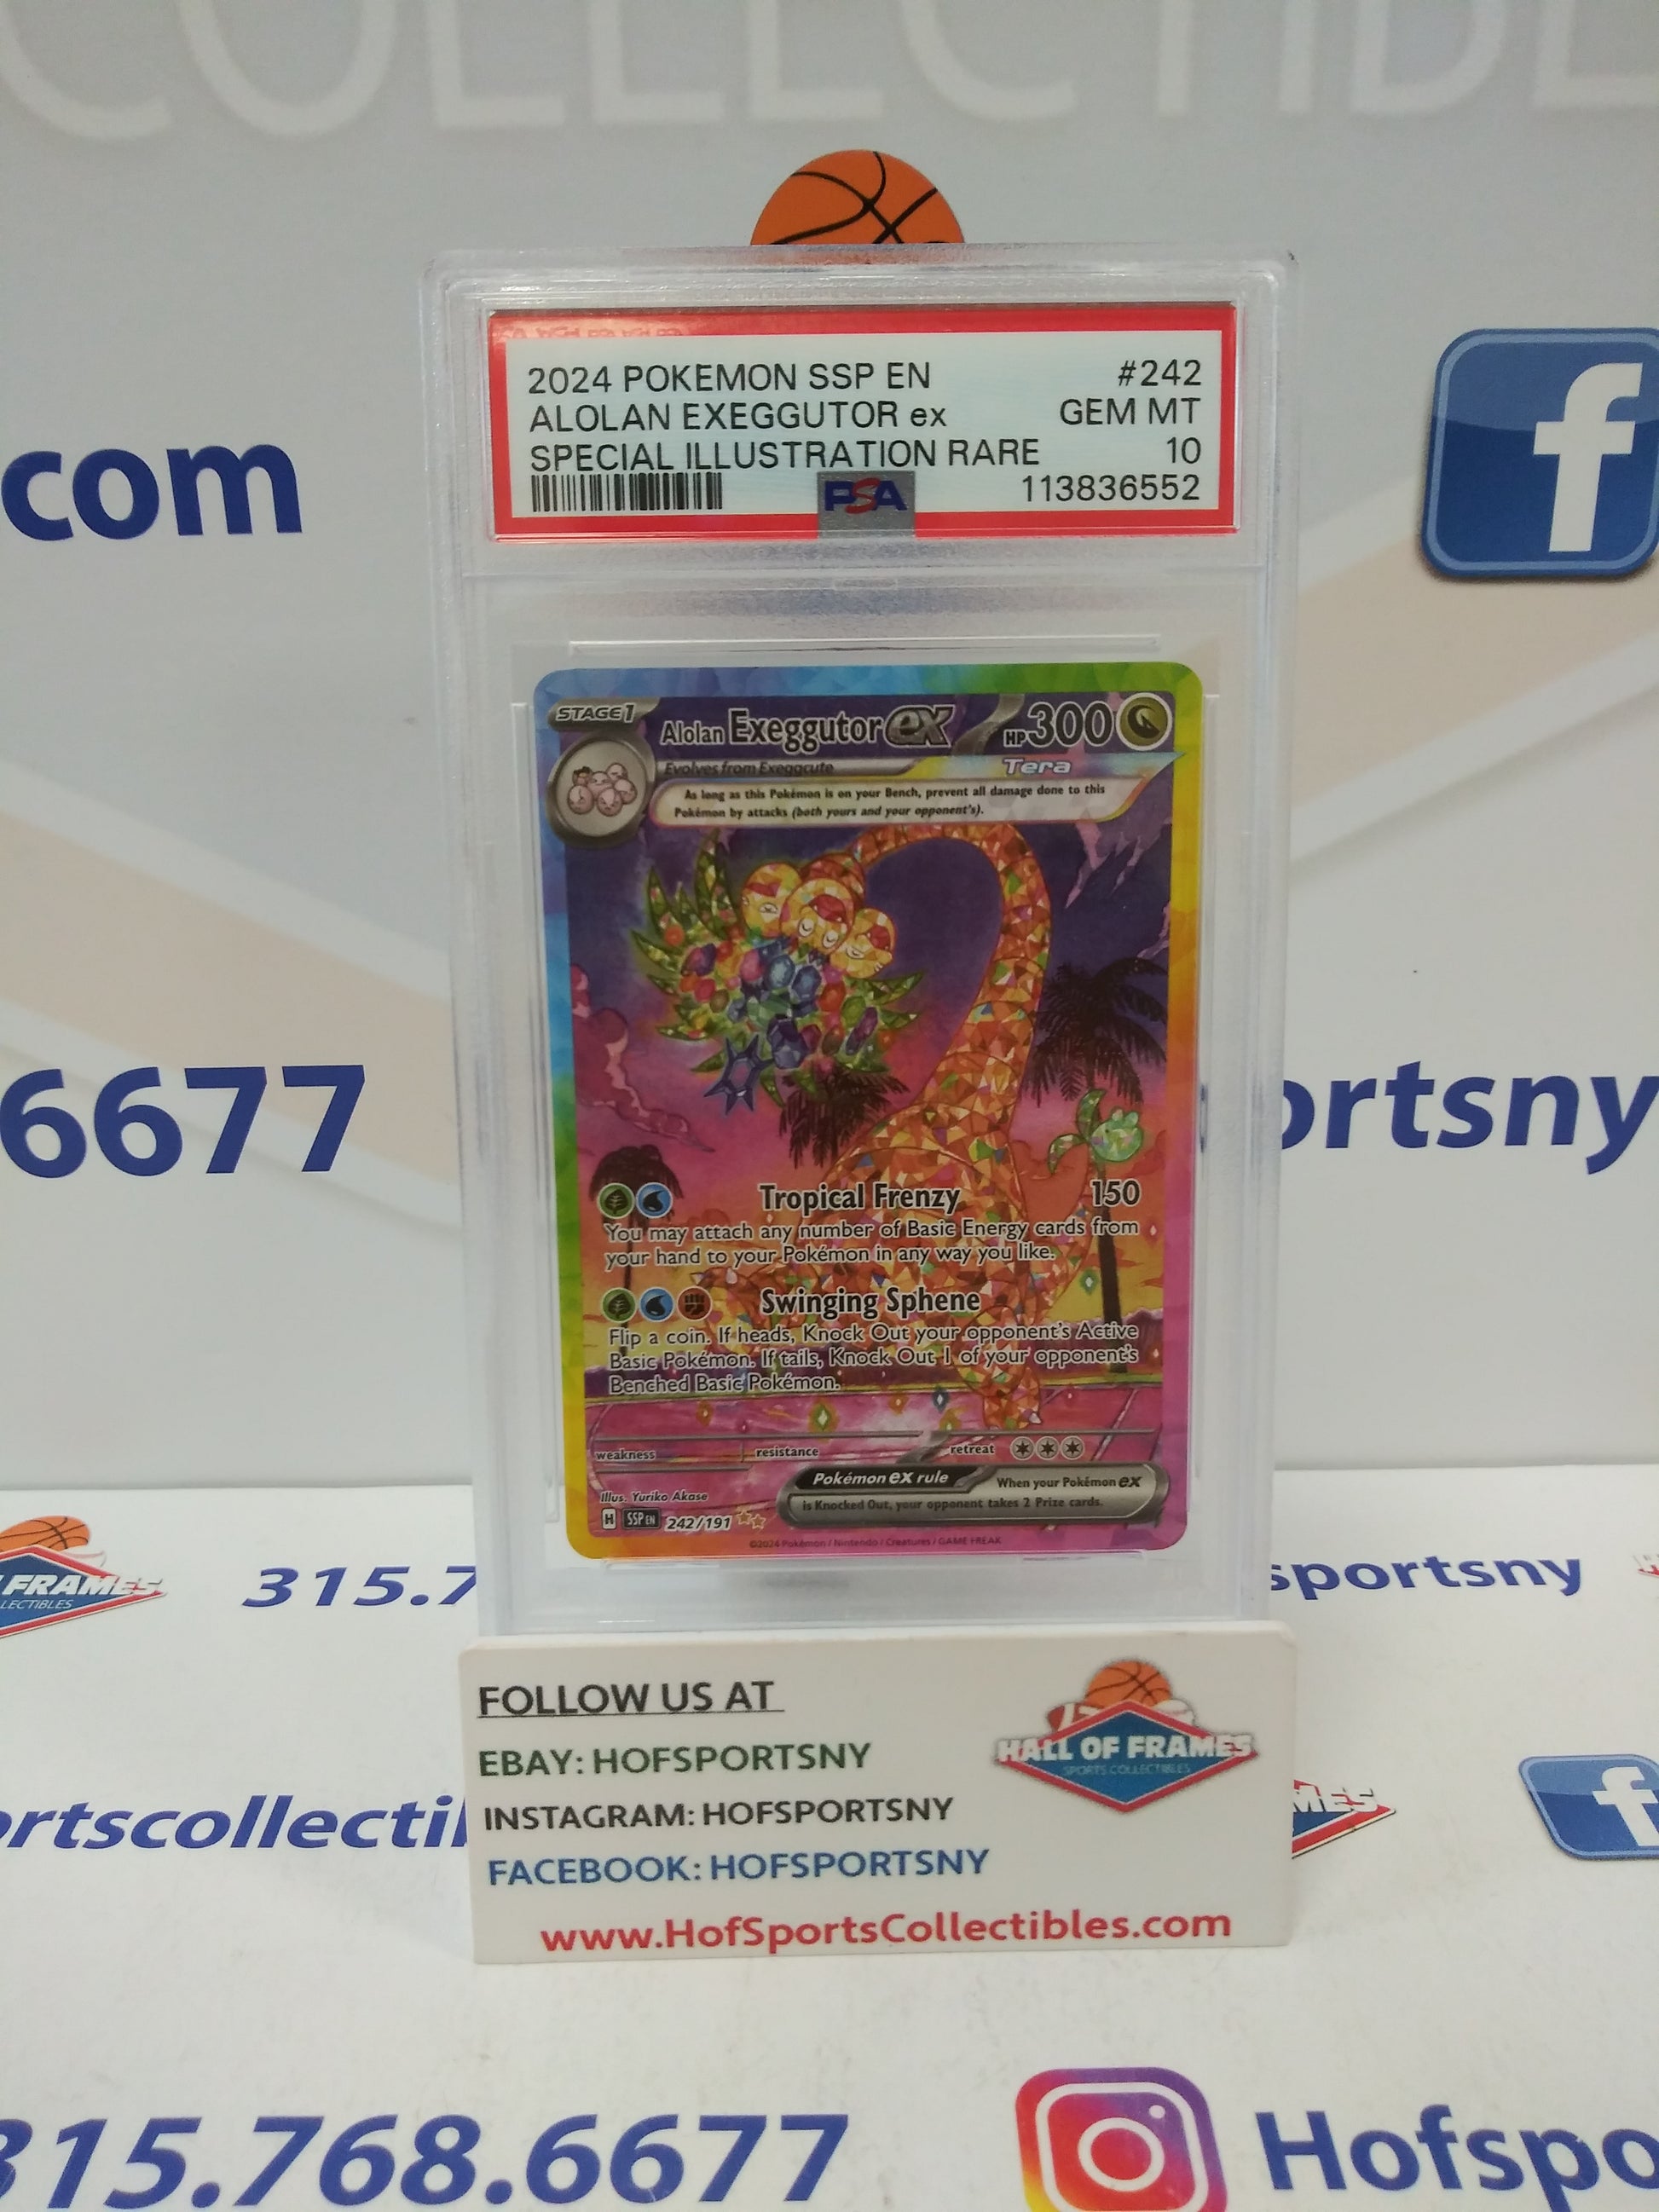 COLLECTIBLE
com
2024 POKEMON SSP EN #242
ALOLAN EXEGGUTOR ex GEM MT
SPECIAL ILLUSTRATION RARE 10
PSA 113836552
f
STAGE 1 Alolan Exeggutor ex HP 300
Evolves from Exeggcute Tera
As long as this Pokémon is on your Bench, prevent all damage done to this
Pokémon by attacks (both yours and your opponent's).
6677
ortsny
Tropical Frenzy 150
You may attach any number of Basic Energy cards from
your hand to your Pokémon in any way you like.
Swinging Sphene
Flip a coin. If heads, Knock Out your opponent's Active
Basic Pokémon. If tails, Knock Out 1 of your opponent's
Benched Basic Pokémon.
weakness resistance retreat
Pokémon ex rule When your Pokémon ex
is Knocked Out, your opponent takes 2 Prize cards.
Illus. Yuriko Akase
H SSP EN 242/191
©2024 Pokémon / Nintendo / Creatures / GAME FREAK
FRAMES
LECTIBLES
315.7
sportsny
FOLLOW US AT
EBAY: HOFSPORTSNY
INSTAGRAM: HOFSPORTSNY
FACEBOOK: HOFSPORTSNY
www.HofSportsCollectibles.com
HALL OF FRAMES
SPORTS COLLECTIBLES
ortscollectil
MES
f
315.768.6677
Hofspo